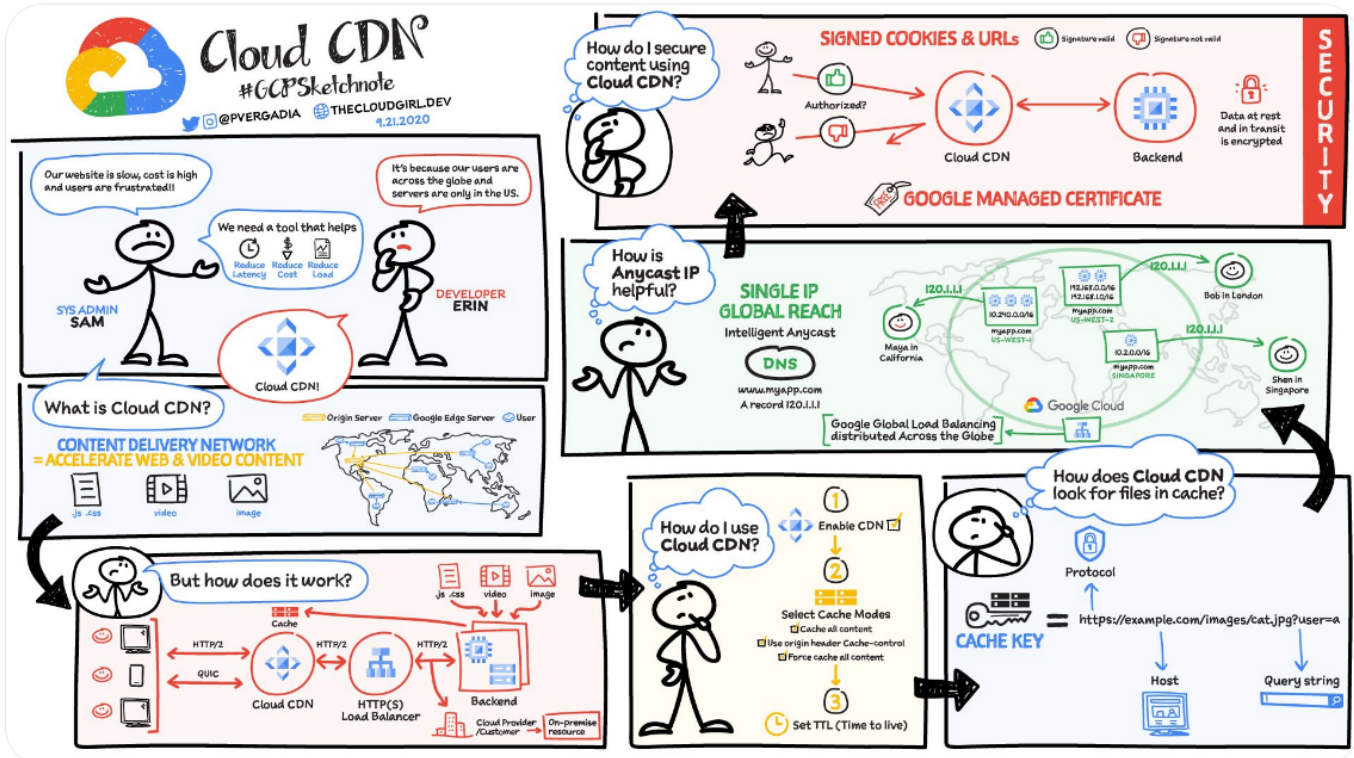 Cloud CDN
#GCPSketchnote
@PVERGADIA THECLOUDGIRL.DEV
9.21.2020
Our website is slow, cost is high
and users are frustrated!!
It's because our users are
across the globe and
servers are only in the US.
We need a tool that helps
$
Reduce
Latency
Reduce
Cost
Reduce
Load
SYS ADMIN
SAM
DEVELOPER
ERIN
Cloud CDN!
What is Cloud CDN?
Origin Server Google Edge Server User
CONTENT DELIVERY NETWORK
= ACCELERATE WEB & VIDEO CONTENT
.js .css video image
But how does it work?
js .css video image
Cache
HTTP/2 HTTP/2 HTTP/2
QUIC
Cloud CDN
HTTP(S)
Load Balancer
Backend
Cloud Provider
/Customer
On-premise
resource
How do I use
Cloud CDN?
1
Enable CDN
2
Select Cache Modes
Cache all content
Use origin header Cache-control
Force cache all content
3
Set TTL (Time to live)
How does Cloud CDN
look for files in cache?
Protocol
CACHE KEY
= https://example.com/images/cat.jpg?user=a
Host
Query string
How is
Anycast IP
helpful?
SINGLE IP
GLOBAL REACH
Intelligent Anycast
DNS
www.myapp.com
A record 120.1.1.1
120.1.1.1
Maya in
California
10.240.0.0/16
myapp.com
US-WEST-1
192.168.0.0/16
192.168.1.0/16
myapp.com
US-WEST-2
120.1.1.1
Bob in London
10.2.0.0/16
myapp.com
SINGAPORE
120.1.1.1
Shen in
Singapore
Google Cloud
Google Global Load Balancing
distributed Across the Globe
How do I secure
content using
Cloud CDN?
SIGNED COOKIES & URLs
Signature valid Signature not valid
Authorized?
Cloud CDN
Backend
Data at rest
and in transit
is encrypted
FREE
GOOGLE MANAGED CERTIFICATE
SECURITY